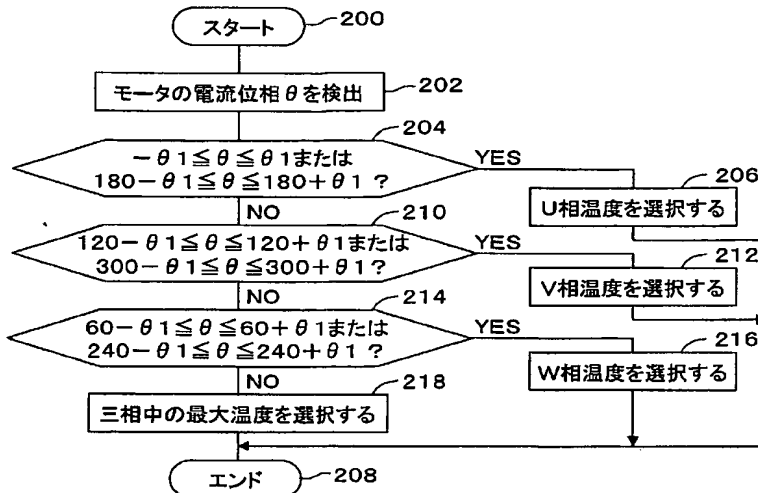 スタート
200
モータの電流位相θを検出
202
204
-θ1≦θ≦θ1または
180-θ1≦θ≦180+θ1?
YES
206
U相温度を選択する
NO
210
120-θ1≦θ≦120+θ1または
300-θ1≦θ≦300+θ1?
YES
212
V相温度を選択する
NO
214
60-θ1≦θ≦60+θ1または
240-θ1≦θ≦240+θ1?
YES
216
W相温度を選択する
NO
218
三相中の最大温度を選択する
エンド
208